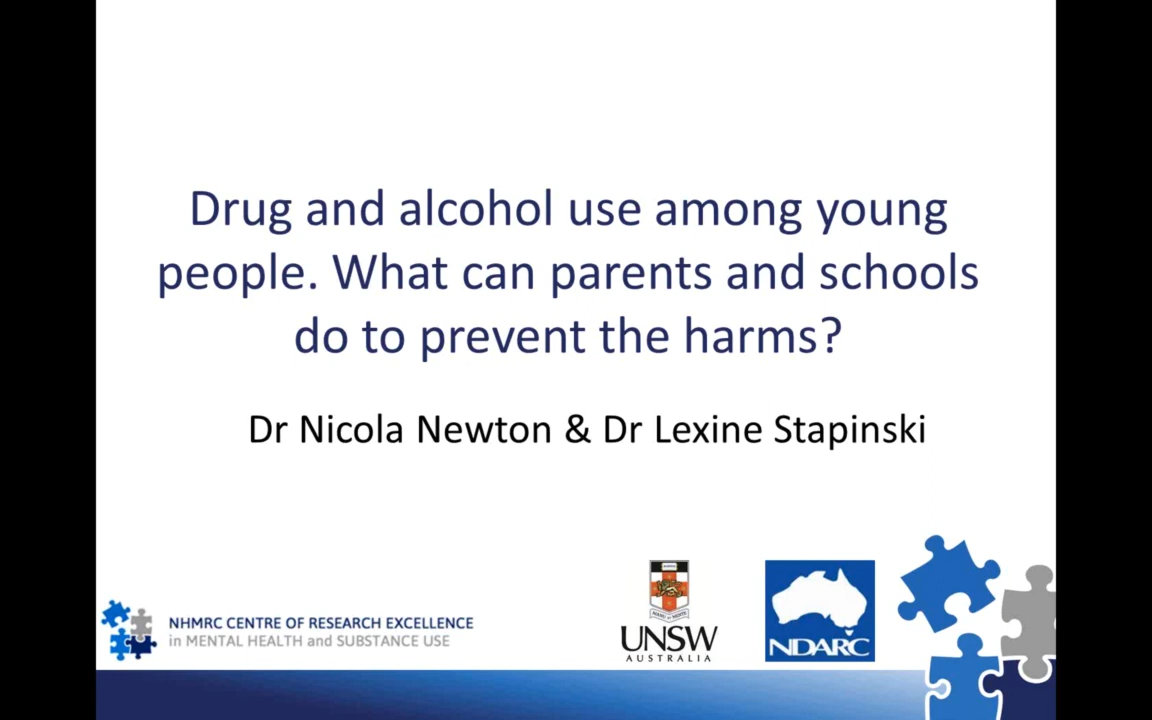 Drug and alcohol use among young
people. What can parents and schools
do to prevent the harms?
Dr Nicola Newton & Dr Lexine Stapinski
NHMRC CENTRE OF RESEARCH EXCELLENCE
in MENTAL HEALTH and SUBSTANCE USE
UNSW
AUSTRALIA
NDARC